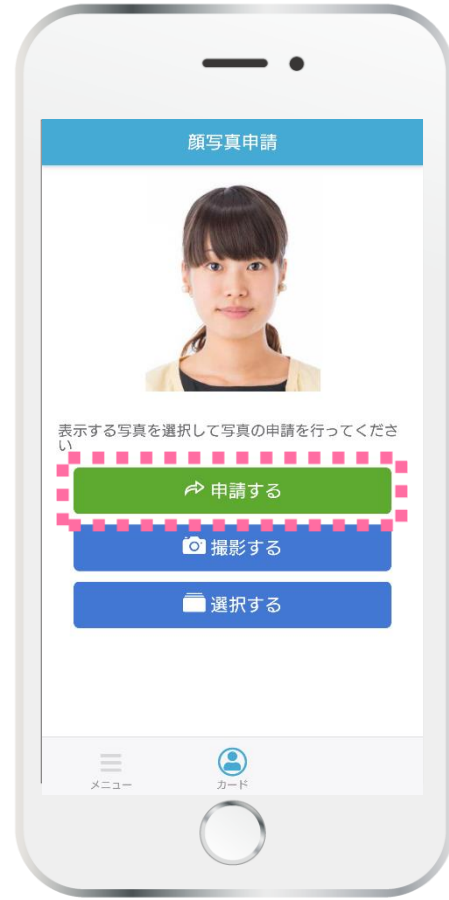 顔写真申請
表示する写真を選択して写真の申請を行ってくださ
い
申請する
撮影する
選択する
メニュー
カード